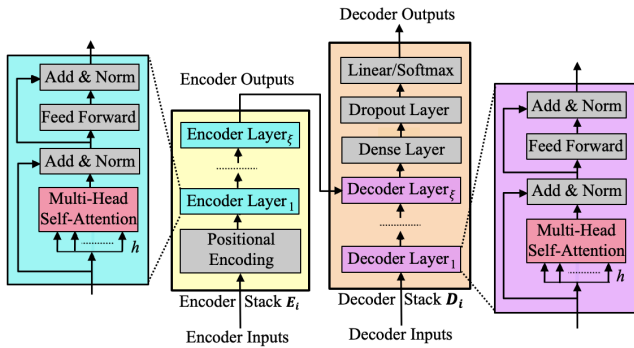 Add & Norm
Feed Forward
Add & Norm
Multi-Head
Self-Attention
h
Encoder Outputs
Encoder Layerξ
Encoder Layer1
Positional
Encoding
Encoder Stack Ei
Encoder Inputs
Decoder Outputs
Linear/Softmax
Dropout Layer
Dense Layer
Decoder Layerξ
Decoder Layer1
Decoder Stack Di
Decoder Inputs
Add & Norm
Feed Forward
Add & Norm
Multi-Head
Self-Attention
h